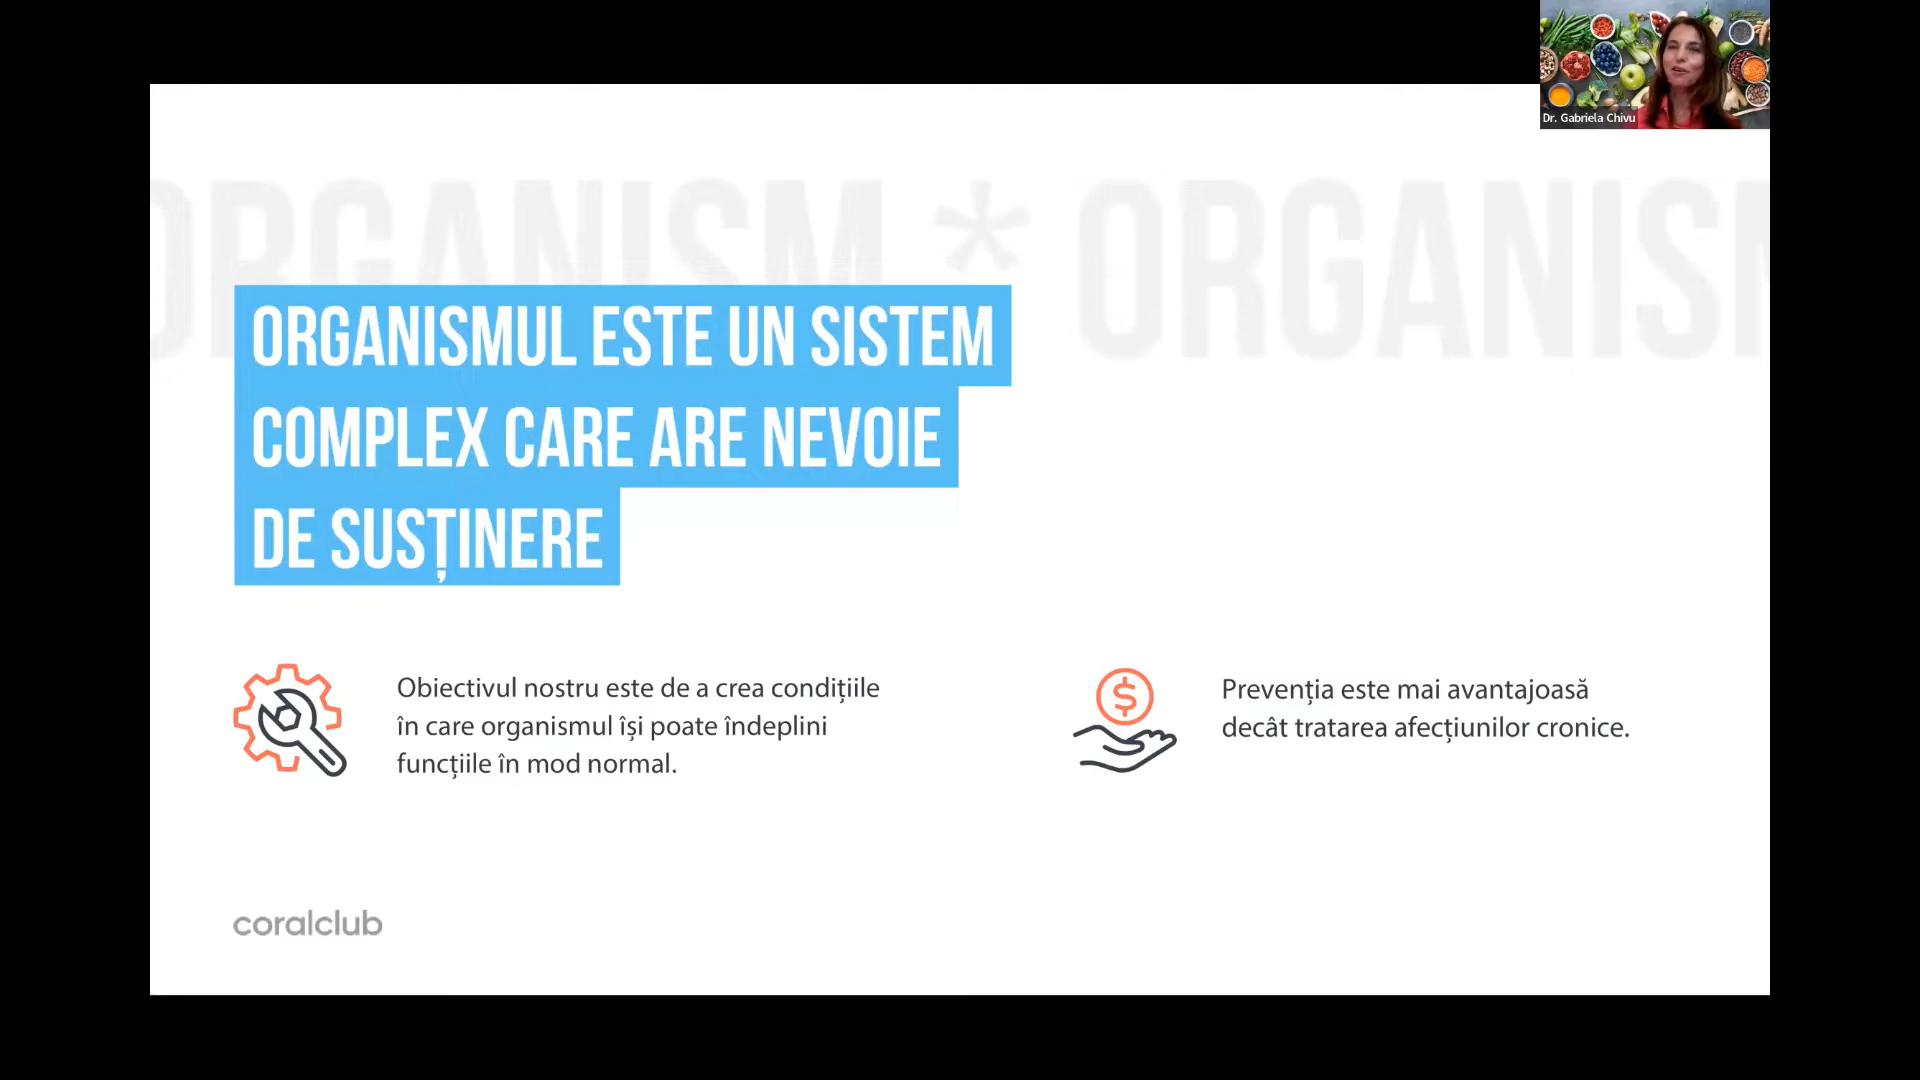 Dr. Gabriela Chivu
ORGANISM * ORGANISM
ORGANISMUL ESTE UN SISTEM
COMPLEX CARE ARE NEVOIE
DE SUSȚINERE
Obiectivul nostru este de a crea condițiile
în care organismul își poate îndeplini
funcțiile în mod normal.
Prevenția este mai avantajoasă
decât tratarea afecțiunilor cronice.
coralclub